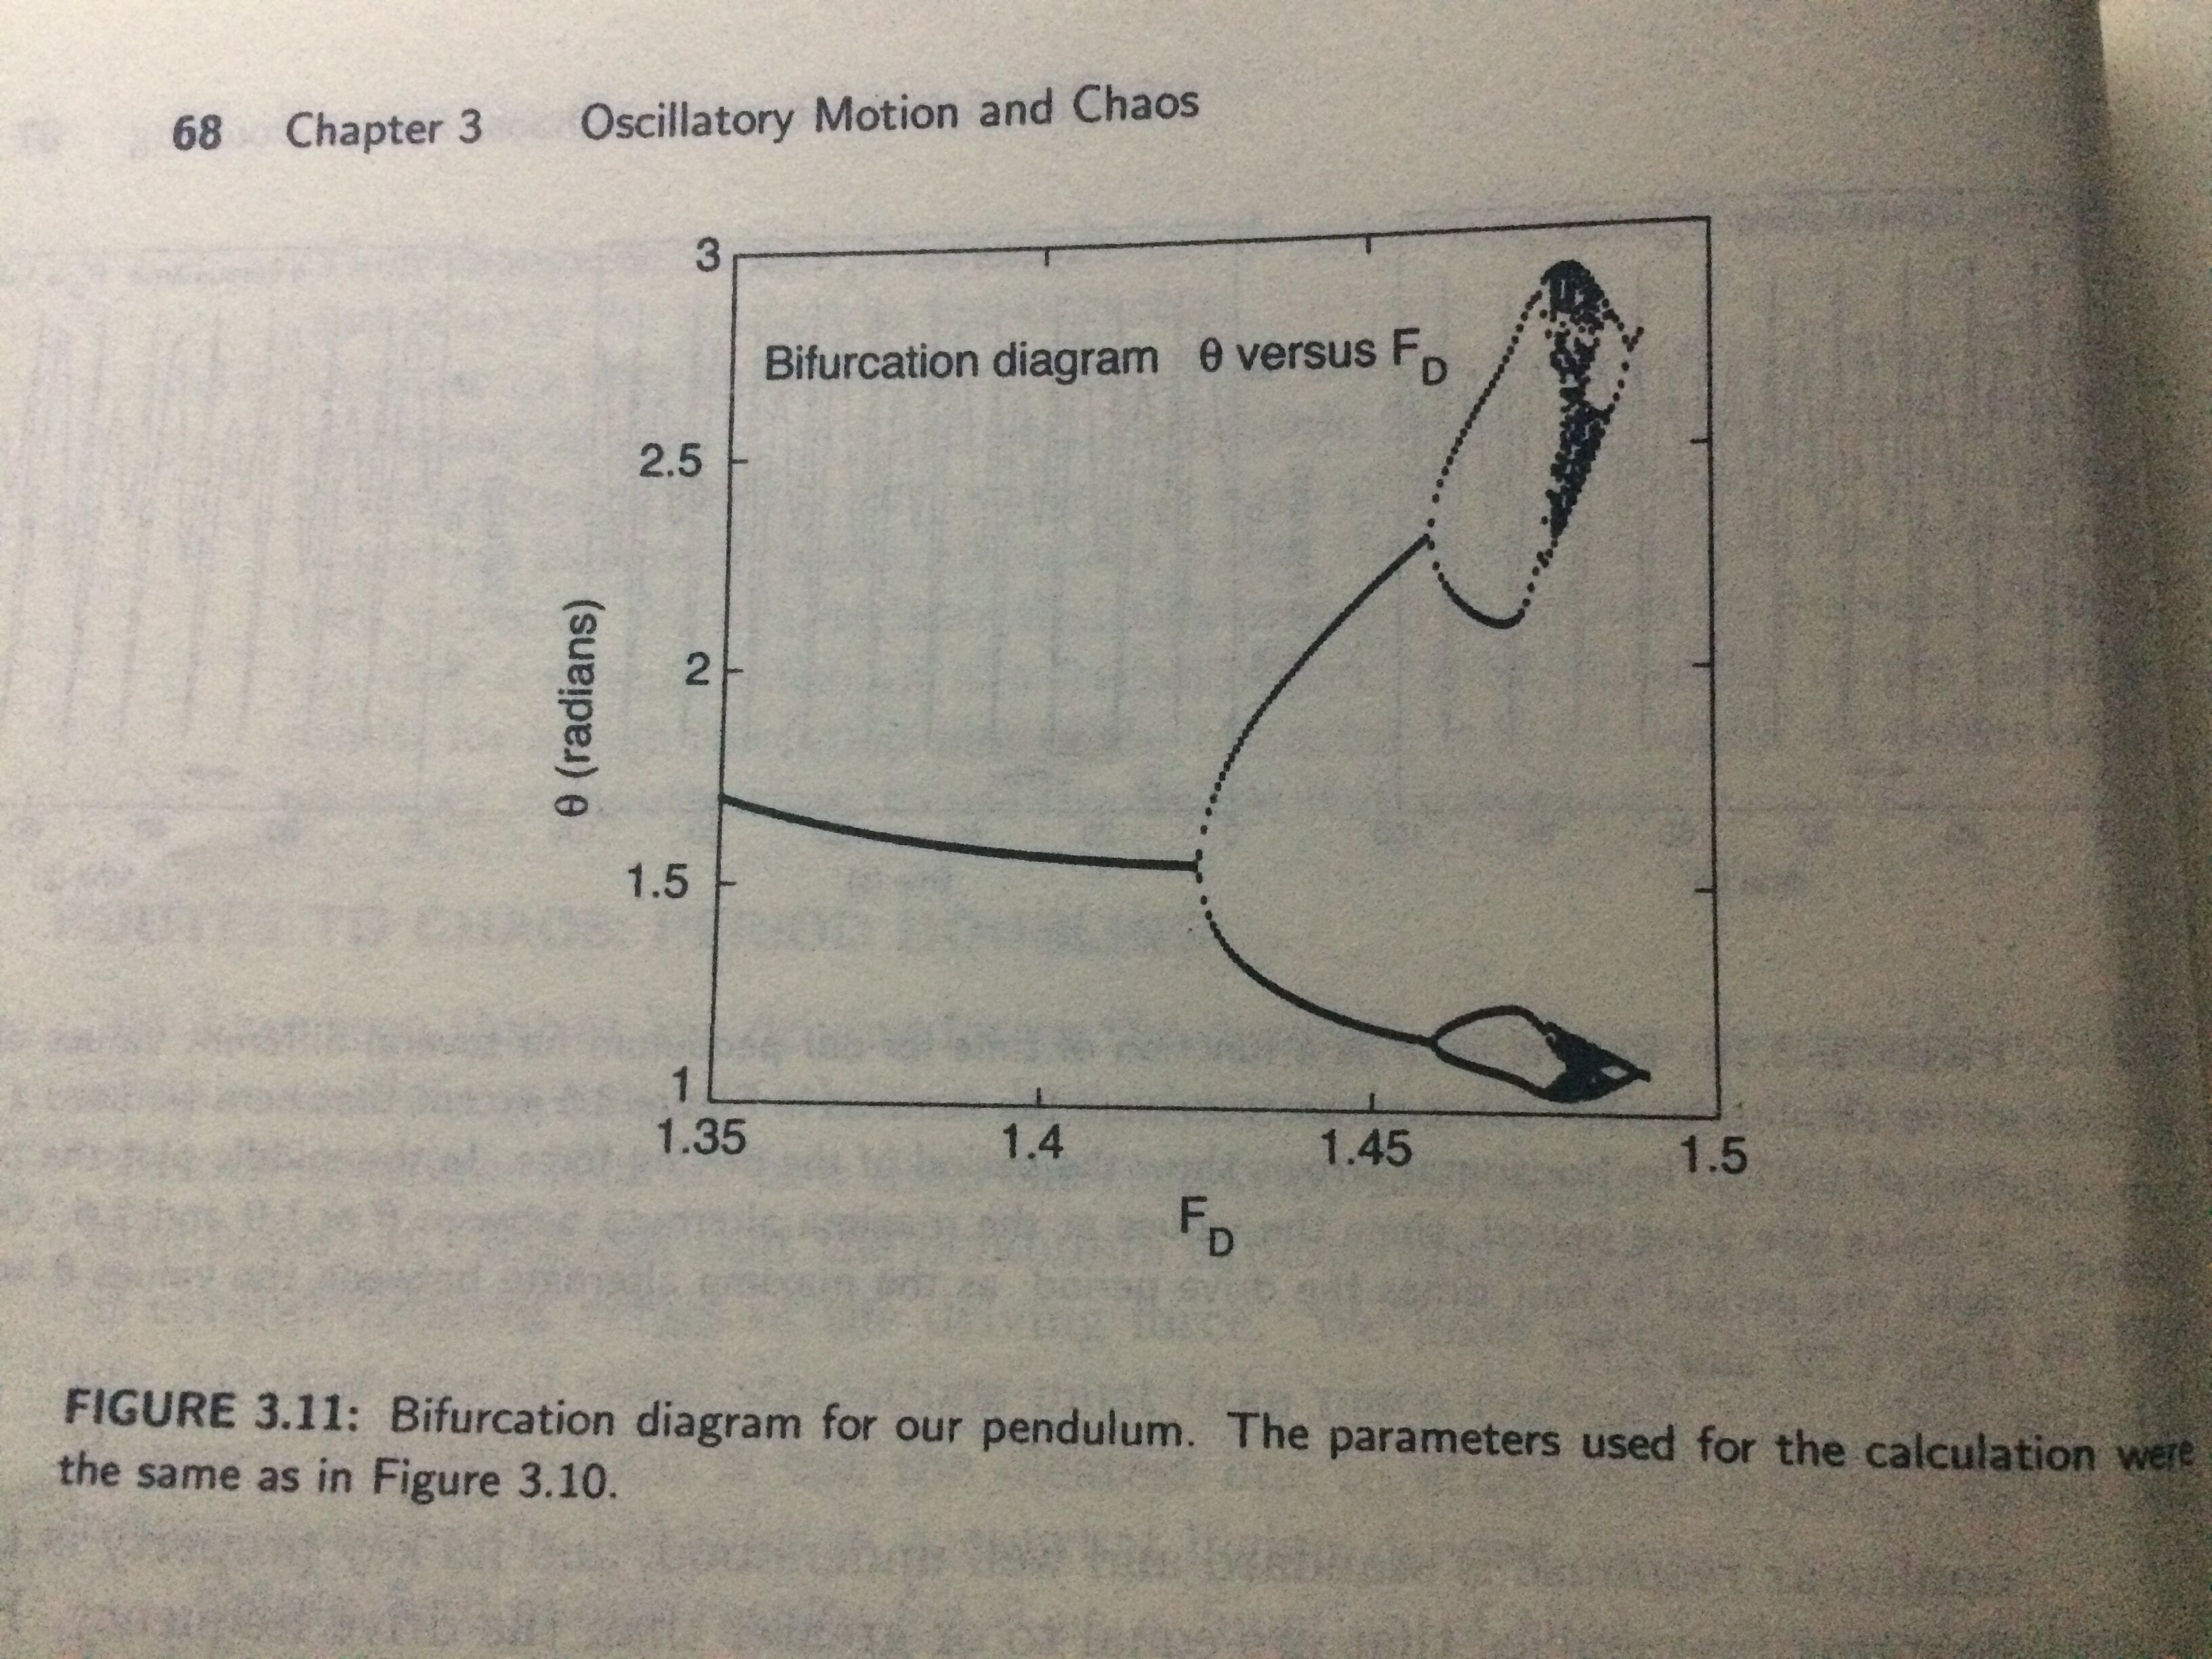 68 Chapter 3 Oscillatory Motion and Chaos
3
Bifurcation diagram θ versus F_D
2.5
2
θ (radians)
1.5
1
1.35 1.4 1.45 1.5
F_D
FIGURE 3.11: Bifurcation diagram for our pendulum. The parameters used for the calculation were
the same as in Figure 3.10.